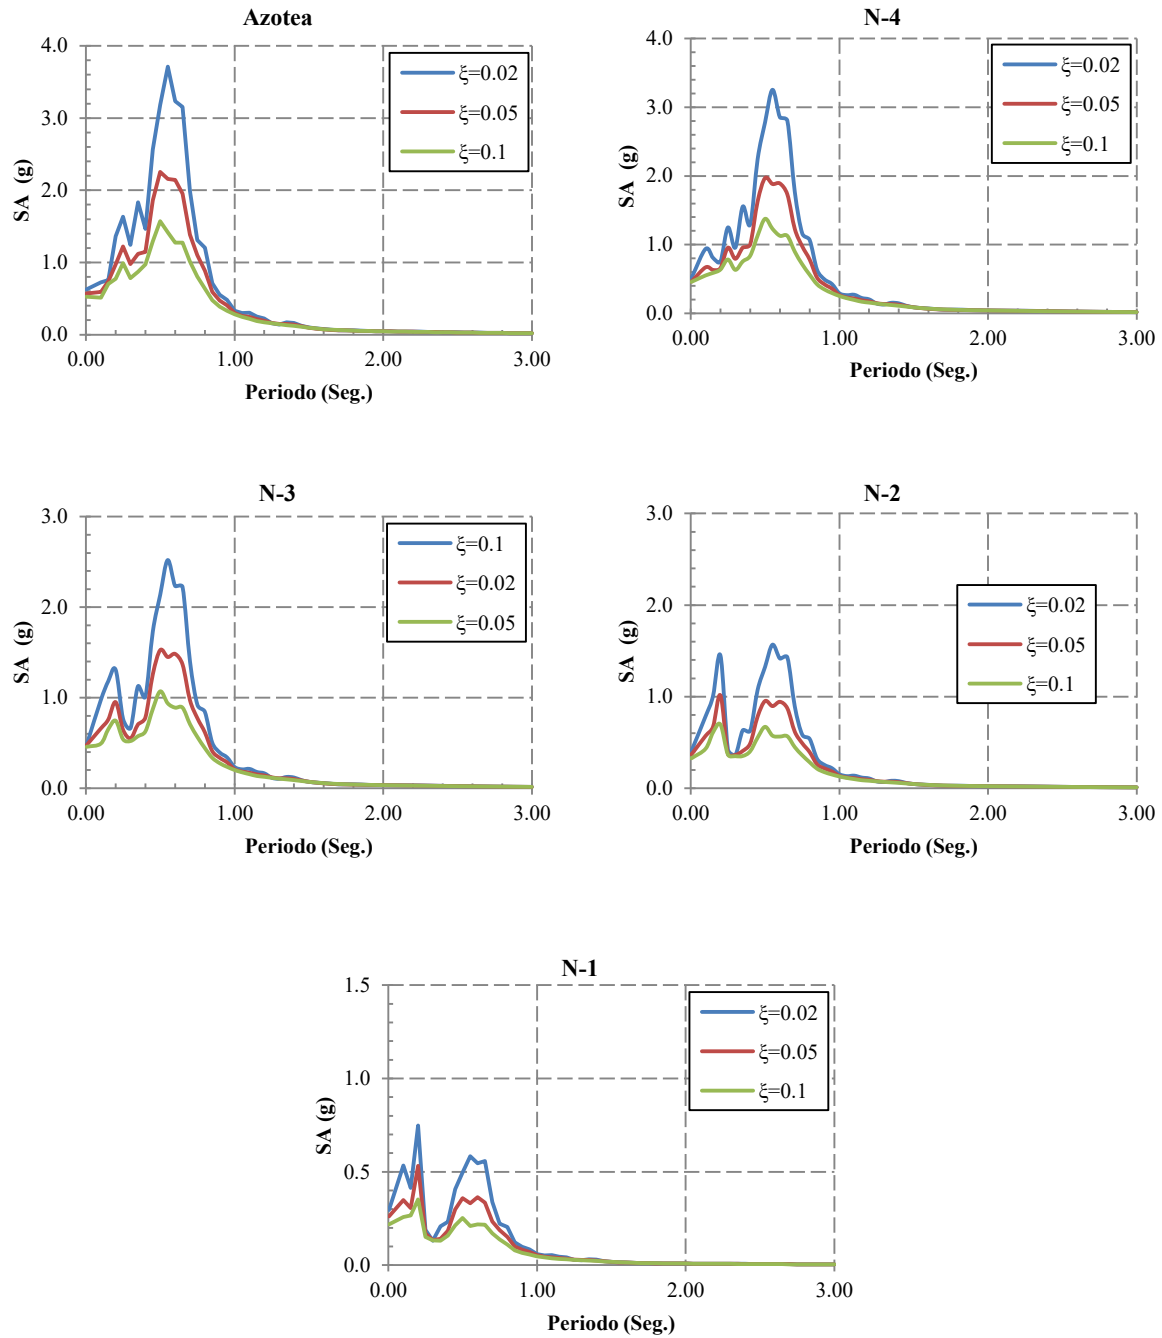 Azotea
4.0
3.0
2.0
1.0
0.0
0.00
1.00
2.00
3.00
SA (g)
Periodo (Seg.)
ξ=0.02
ξ=0.05
ξ=0.1
N-4
4.0
3.0
2.0
1.0
0.0
0.00
1.00
2.00
3.00
SA (g)
Periodo (Seg.)
ξ=0.02
ξ=0.05
ξ=0.1
N-3
3.0
2.0
1.0
0.0
0.00
1.00
2.00
3.00
SA (g)
Periodo (Seg.)
ξ=0.1
ξ=0.02
ξ=0.05
N-2
3.0
2.0
1.0
0.0
0.00
1.00
2.00
3.00
SA (g)
Periodo (Seg.)
ξ=0.02
ξ=0.05
ξ=0.1
N-1
1.5
1.0
0.5
0.0
0.00
1.00
2.00
3.00
SA (g)
Periodo (Seg.)
ξ=0.02
ξ=0.05
ξ=0.1